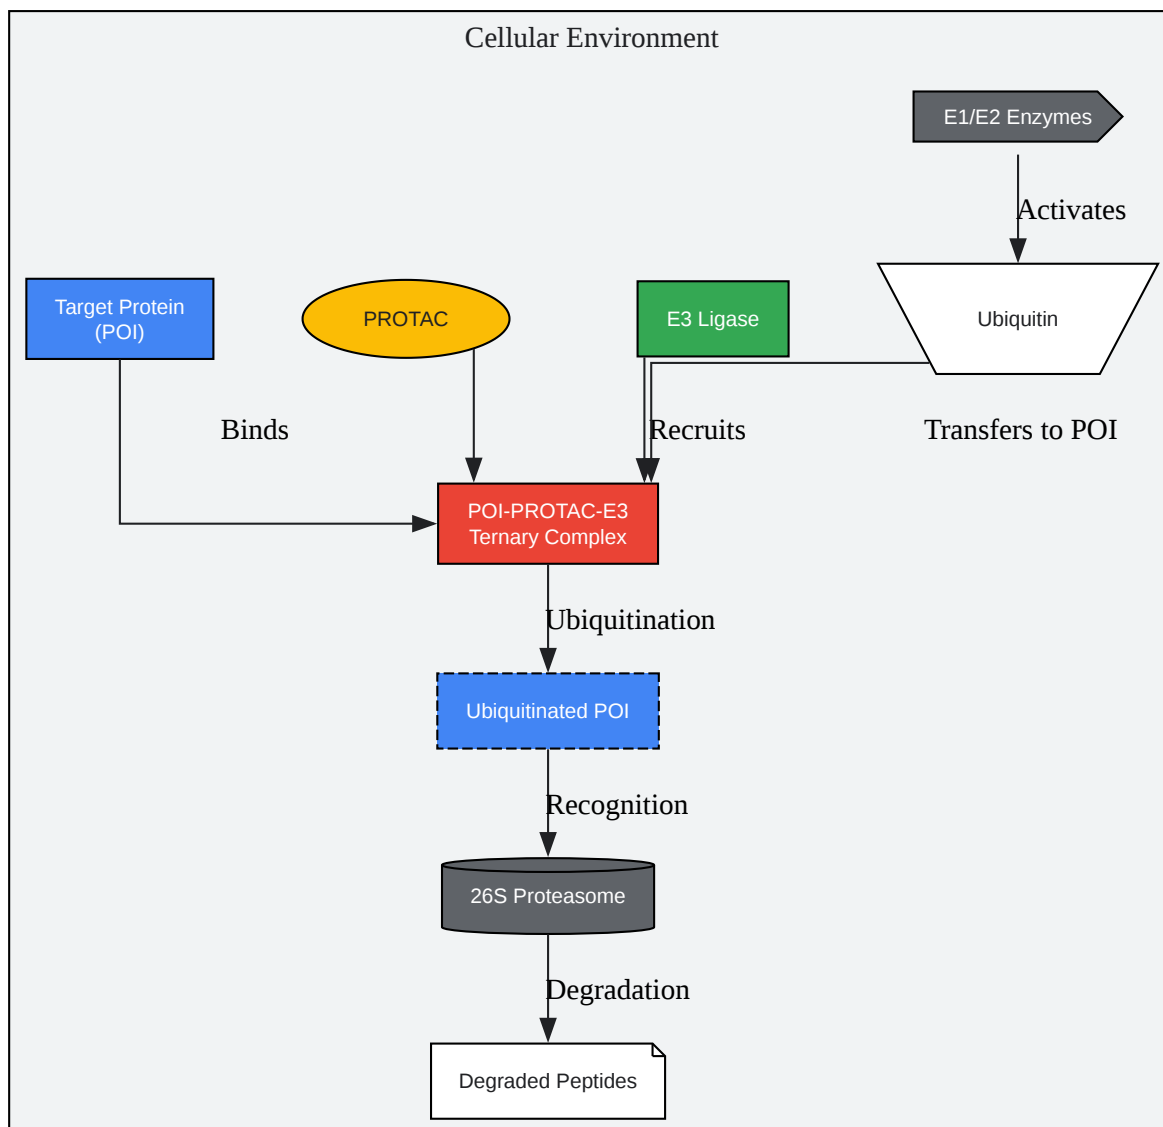 Cellular Environment
E1/E2 Enzymes
Activates
Target Protein
(POI)
PROTAC
E3 Ligase
Ubiquitin
Binds
Recruits
Transfers to POI
POI-PROTAC-E3
Ternary Complex
Ubiquitination
Ubiquitinated POI
Recognition
26S Proteasome
Degradation
Degraded Peptides